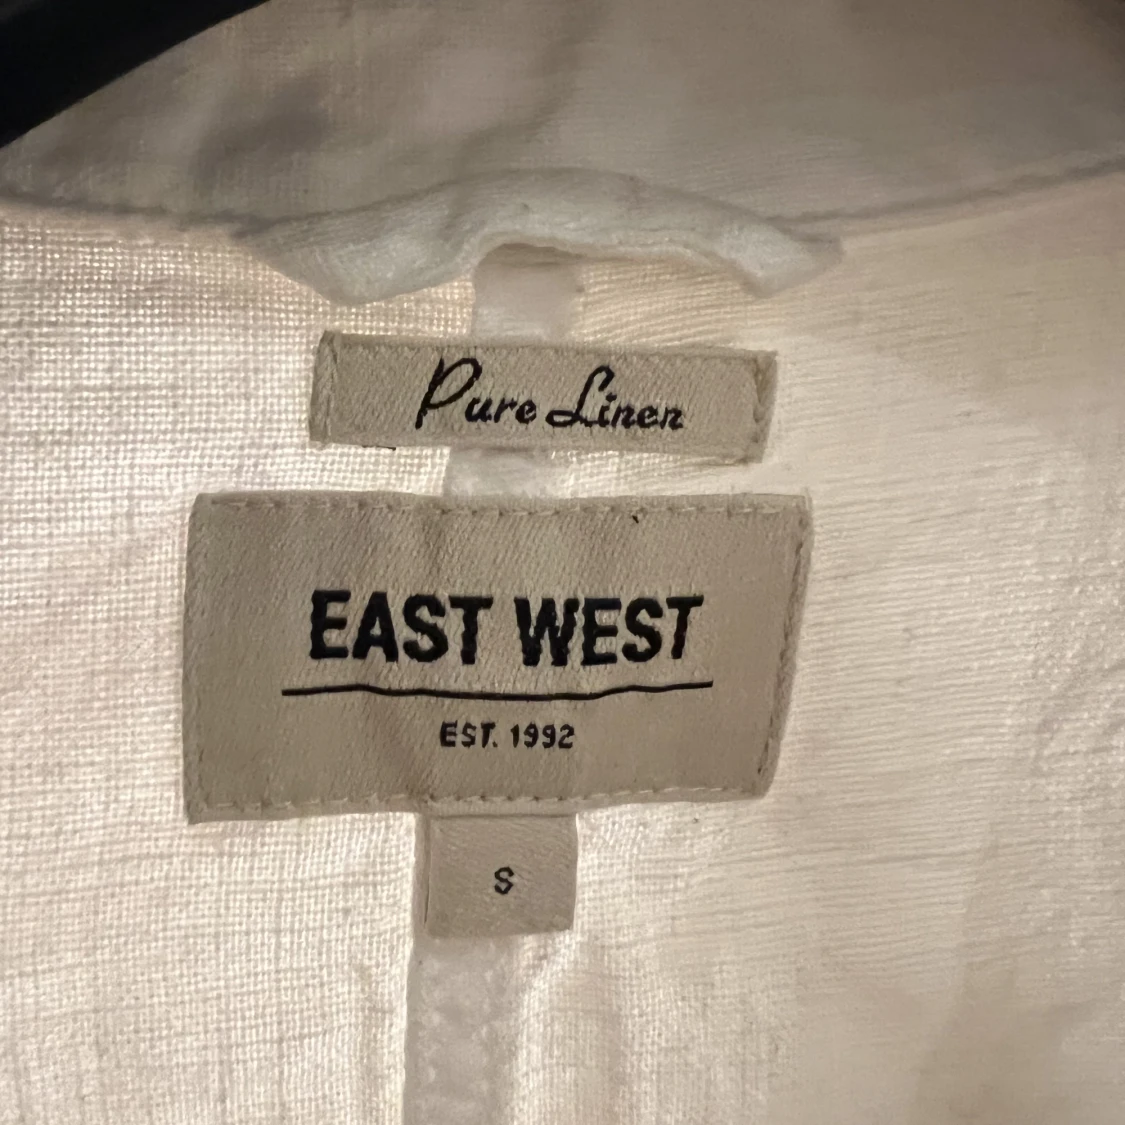 Pure Linen
EAST WEST
EST. 1992
S